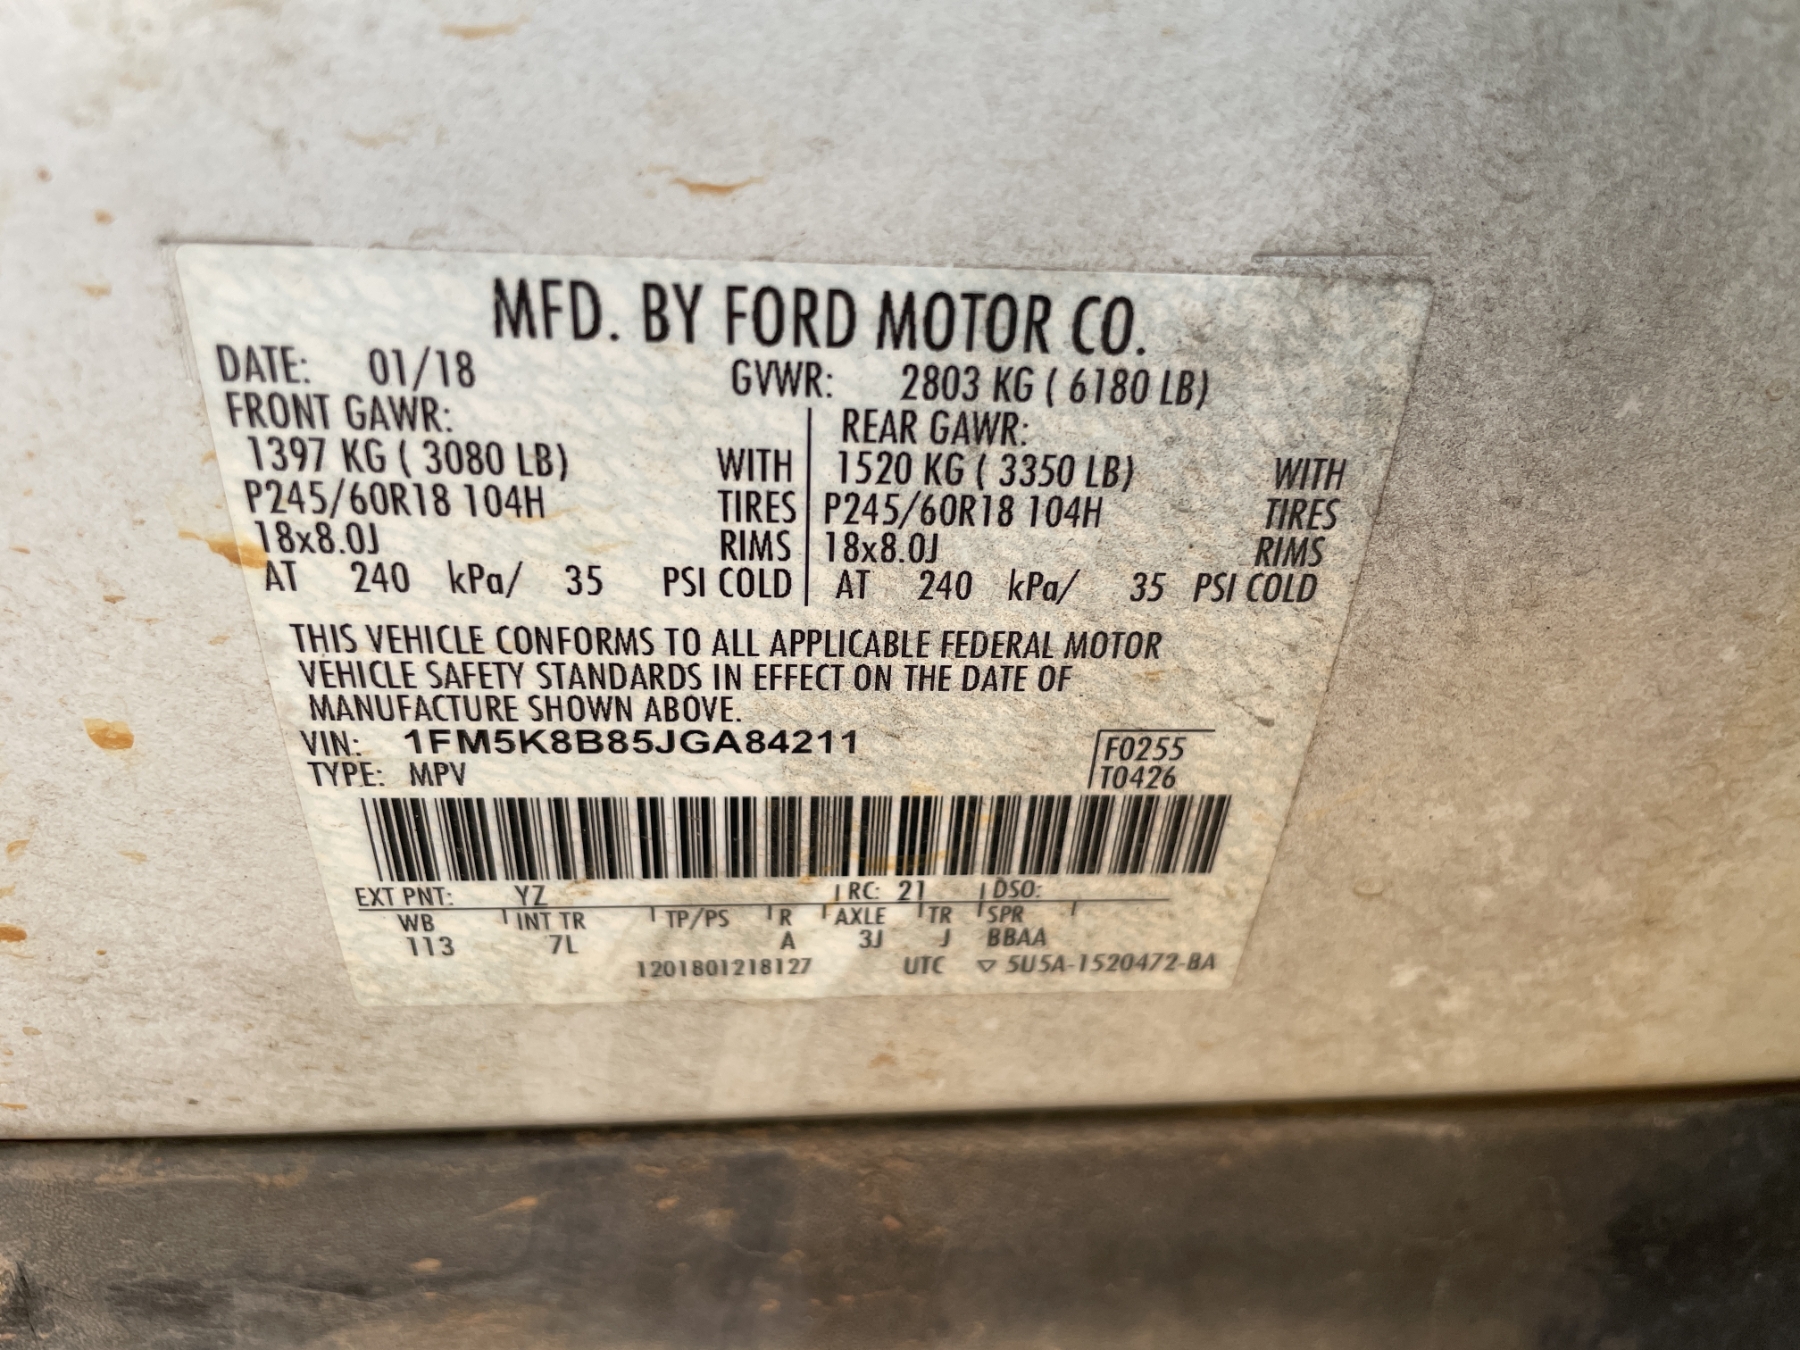 MFD. BY FORD MOTOR CO.
DATE: 01/18 GVWR: 2803 KG ( 6180 LB)
FRONT GAWR: REAR GAWR:
1397 KG ( 3080 LB) WITH 1520 KG ( 3350 LB) WITH
P245/60R18 104H TIRES P245/60R18 104H TIRES
18x8.0J RIMS 18x8.0J RIMS
AT 240 kPa/ 35 PSI COLD AT 240 kPa/ 35 PSI COLD
THIS VEHICLE CONFORMS TO ALL APPLICABLE FEDERAL MOTOR
VEHICLE SAFETY STANDARDS IN EFFECT ON THE DATE OF
MANUFACTURE SHOWN ABOVE.
VIN: 1FM5K8B85JGA84211 F0255
TYPE: MPV T0426
EXT PNT: YZ RC: 21 DSO:
WB INT TR TP/PS R AXLE TR SPR
113 7L A 3J J BBAA
1201801218127 UTC ▽ 5U5A-1520472-BA